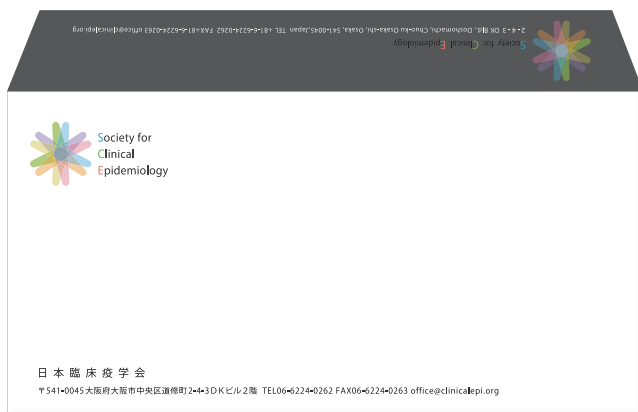 2-4-3 DK Bld., Doshomachi, Chuo-ku Osaka-shi, Osaka, 541-0045, Japan TEL +81-6-6224-0262 FAX+81-6-6224-0263 office@clinicalepi.org
Society for Clinical Epidemiology
Society for
Clinical
Epidemiology
日本臨床疫学会
〒541-0045大阪府大阪市中央区道修町2-4-3DKビル2階 TEL06-6224-0262 FAX06-6224-0263 office@clinicalepi.org